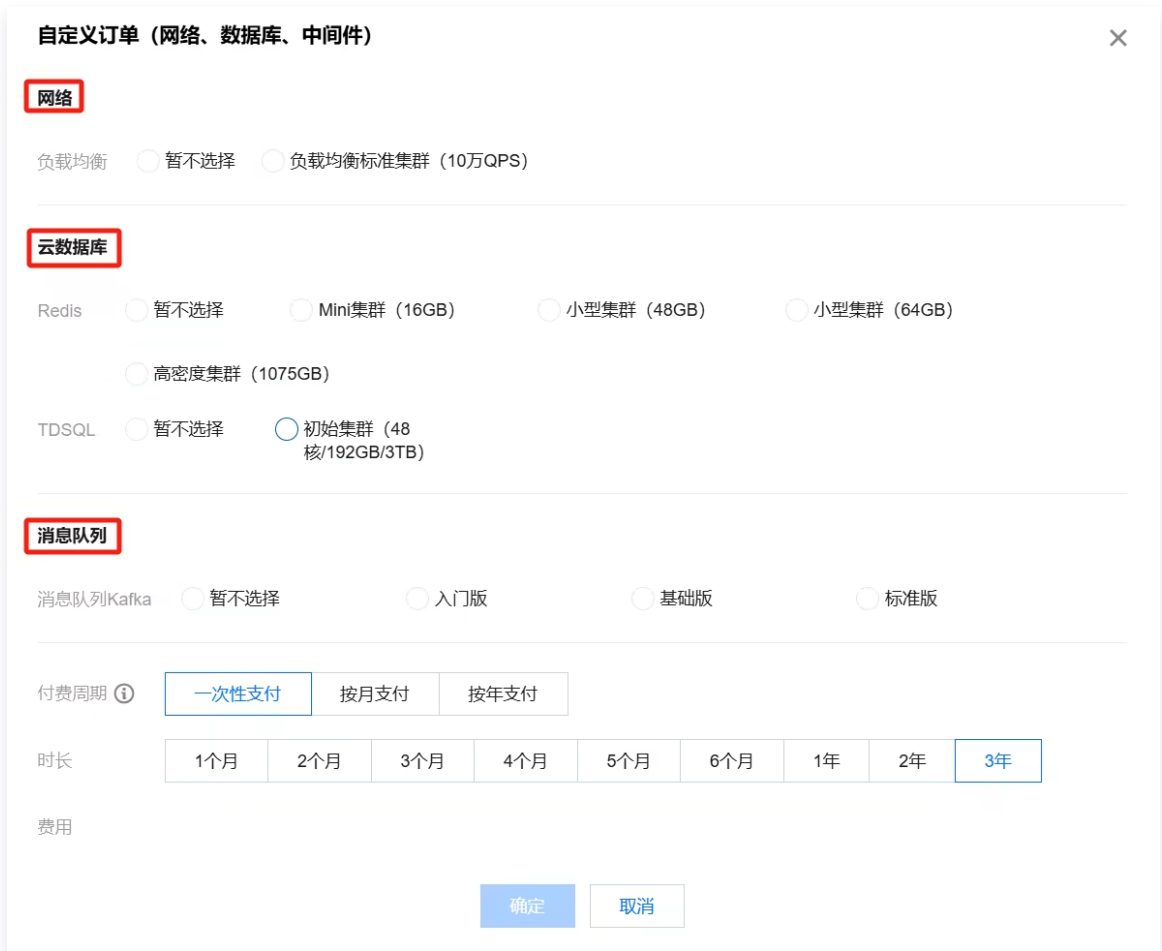 自定义订单（网络、数据库、中间件）
网络
负载均衡 暂不选择 负载均衡标准集群（10万QPS）
云数据库
Redis 暂不选择 Mini集群（16GB） 小型集群（48GB） 小型集群（64GB）
高密度集群（1075GB）
TDSQL 暂不选择 初始集群（48
核/192GB/3TB）
消息队列
消息队列Kafka 暂不选择 入门版 基础版 标准版
付费周期 一次性支付 按月支付 按年支付
时长 1个月 2个月 3个月 4个月 5个月 6个月 1年 2年 3年
费用
确定 取消